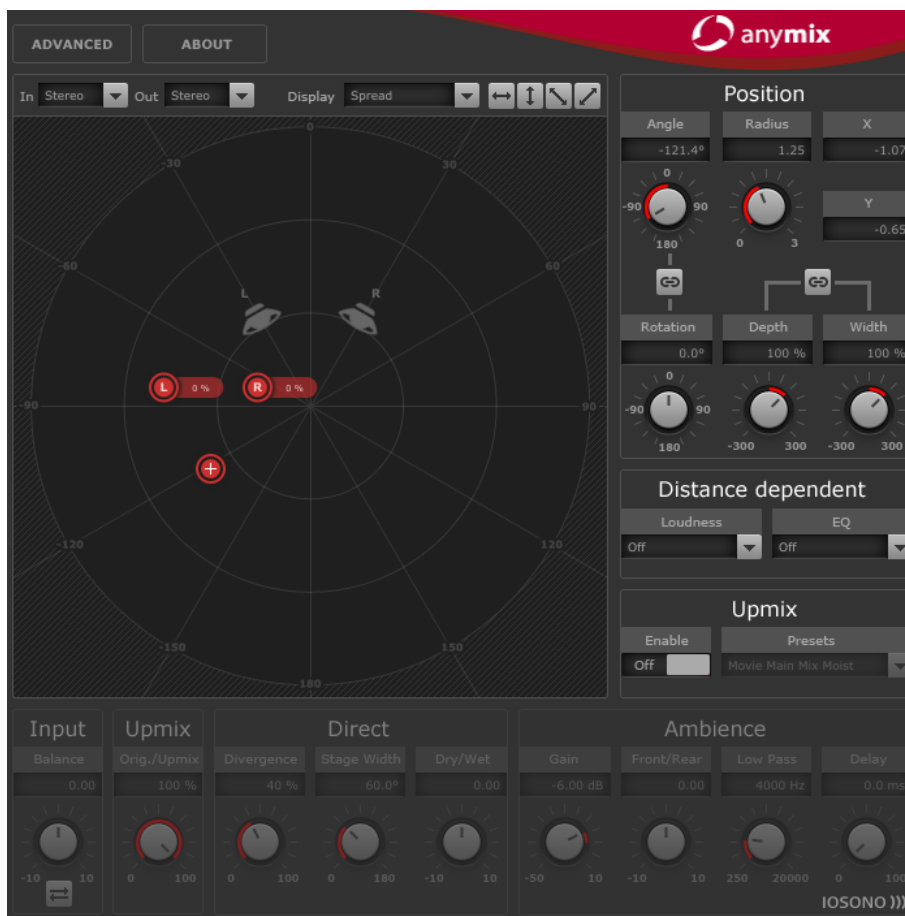 ADVANCED ABOUT anymix
In Stereo Out Stereo Display Spread
Position
Angle Radius X
-121.4° 1.25 -1.07
0
-90 90
180
0 3
Y
-0.65
Rotation Depth Width
0.0° 100 % 100 %
0
-90 90
180
-300 300
-300 300
0
-30 30
-60 60
L R
L 0 % R 0 %
-90 90
-120 120
-150 150
180
Distance dependent
Loudness EQ
Off Off
Upmix
Enable Presets
Off Movie Main Mix Moist
Input Upmix Direct Ambience
Balance Orig./Upmix Divergence Stage Width Dry/Wet Gain Front/Rear Low Pass Delay
0.00 100 % 40 % 60.0° 0.00 -6.00 dB 0.00 4000 Hz 0.0 ms
-10 10 0 100 0 100 0 180 -10 10 -50 10 -10 10 250 20000 0 100
IOSONO